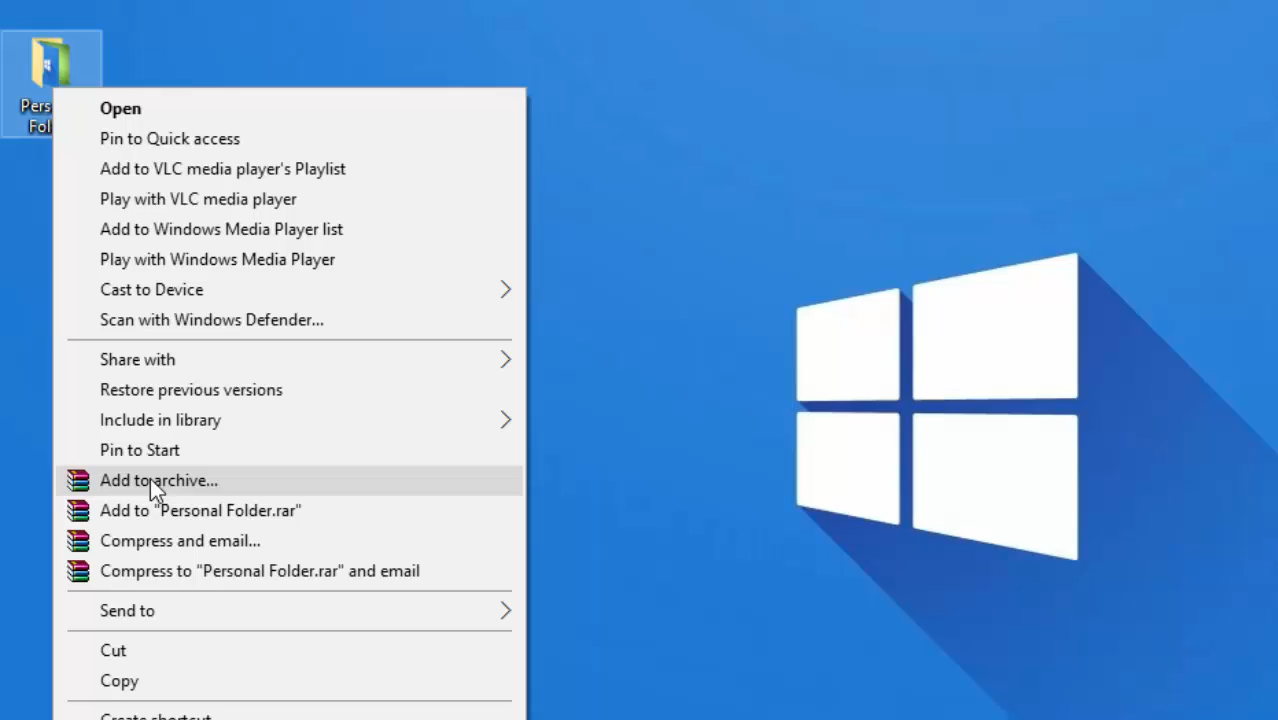 Pers
Fol
Open
Pin to Quick access
Add to VLC media player's Playlist
Play with VLC media player
Add to Windows Media Player list
Play with Windows Media Player
Cast to Device
Scan with Windows Defender...
Share with
Restore previous versions
Include in library
Pin to Start
Add to archive...
Add to "Personal Folder.rar"
Compress and email...
Compress to "Personal Folder.rar" and email
Send to
Cut
Copy
Create shortcut